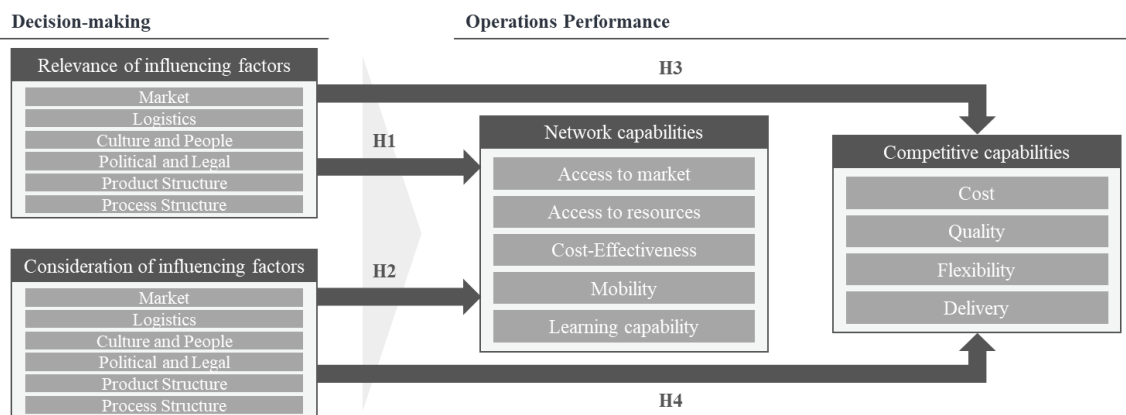 Decision-making
Operations Performance
Relevance of influencing factors
Market
Logistics
Culture and People
Political and Legal
Product Structure
Process Structure
Consideration of influencing factors
Market
Logistics
Culture and People
Political and Legal
Product Structure
Process Structure
H1
H2
H3
H4
Network capabilities
Access to market
Access to resources
Cost-Effectiveness
Mobility
Learning capability
Competitive capabilities
Cost
Quality
Flexibility
Delivery